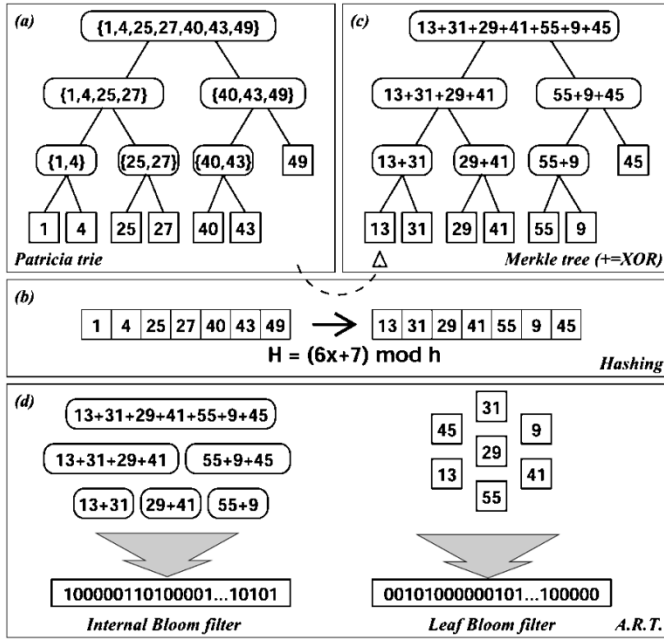 (a)
{1,4,25,27,40,43,49}
{1,4,25,27} {40,43,49}
{1,4} {25,27} {40,43} 49
1 4 25 27 40 43
Patricia trie
(c)
13+31+29+41+55+9+45
13+31+29+41 55+9+45
13+31 29+41 55+9 45
13 31 29 41 55 9
Merkle tree (+=XOR)
(b)
1 4 25 27 40 43 49 13 31 29 41 55 9 45
H = (6x+7) mod h
Hashing
(d)
13+31+29+41+55+9+45
13+31+29+41 55+9+45
13+31 29+41 55+9
1000000110100001...10101
Internal Bloom filter
31
45 9
29
13 41
55
00101000000101...100000
Leaf Bloom filter
A.R.T.